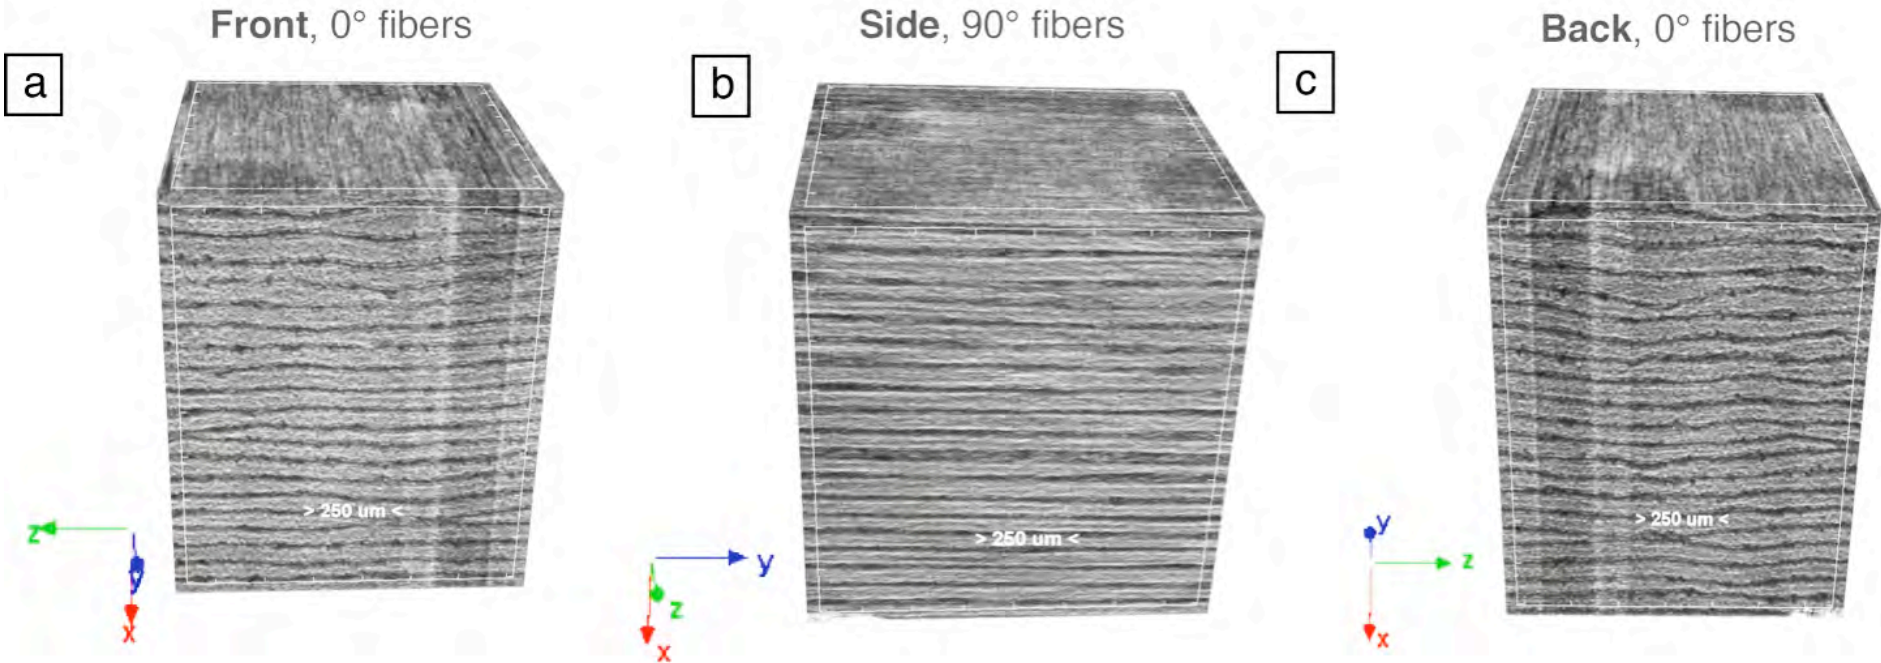 Front, 0° fibers
Side, 90° fibers
Back, 0° fibers
a
b
c
> 250 um <
> 250 um <
> 250 um <
z
y
x
y
z
x
y
z
x